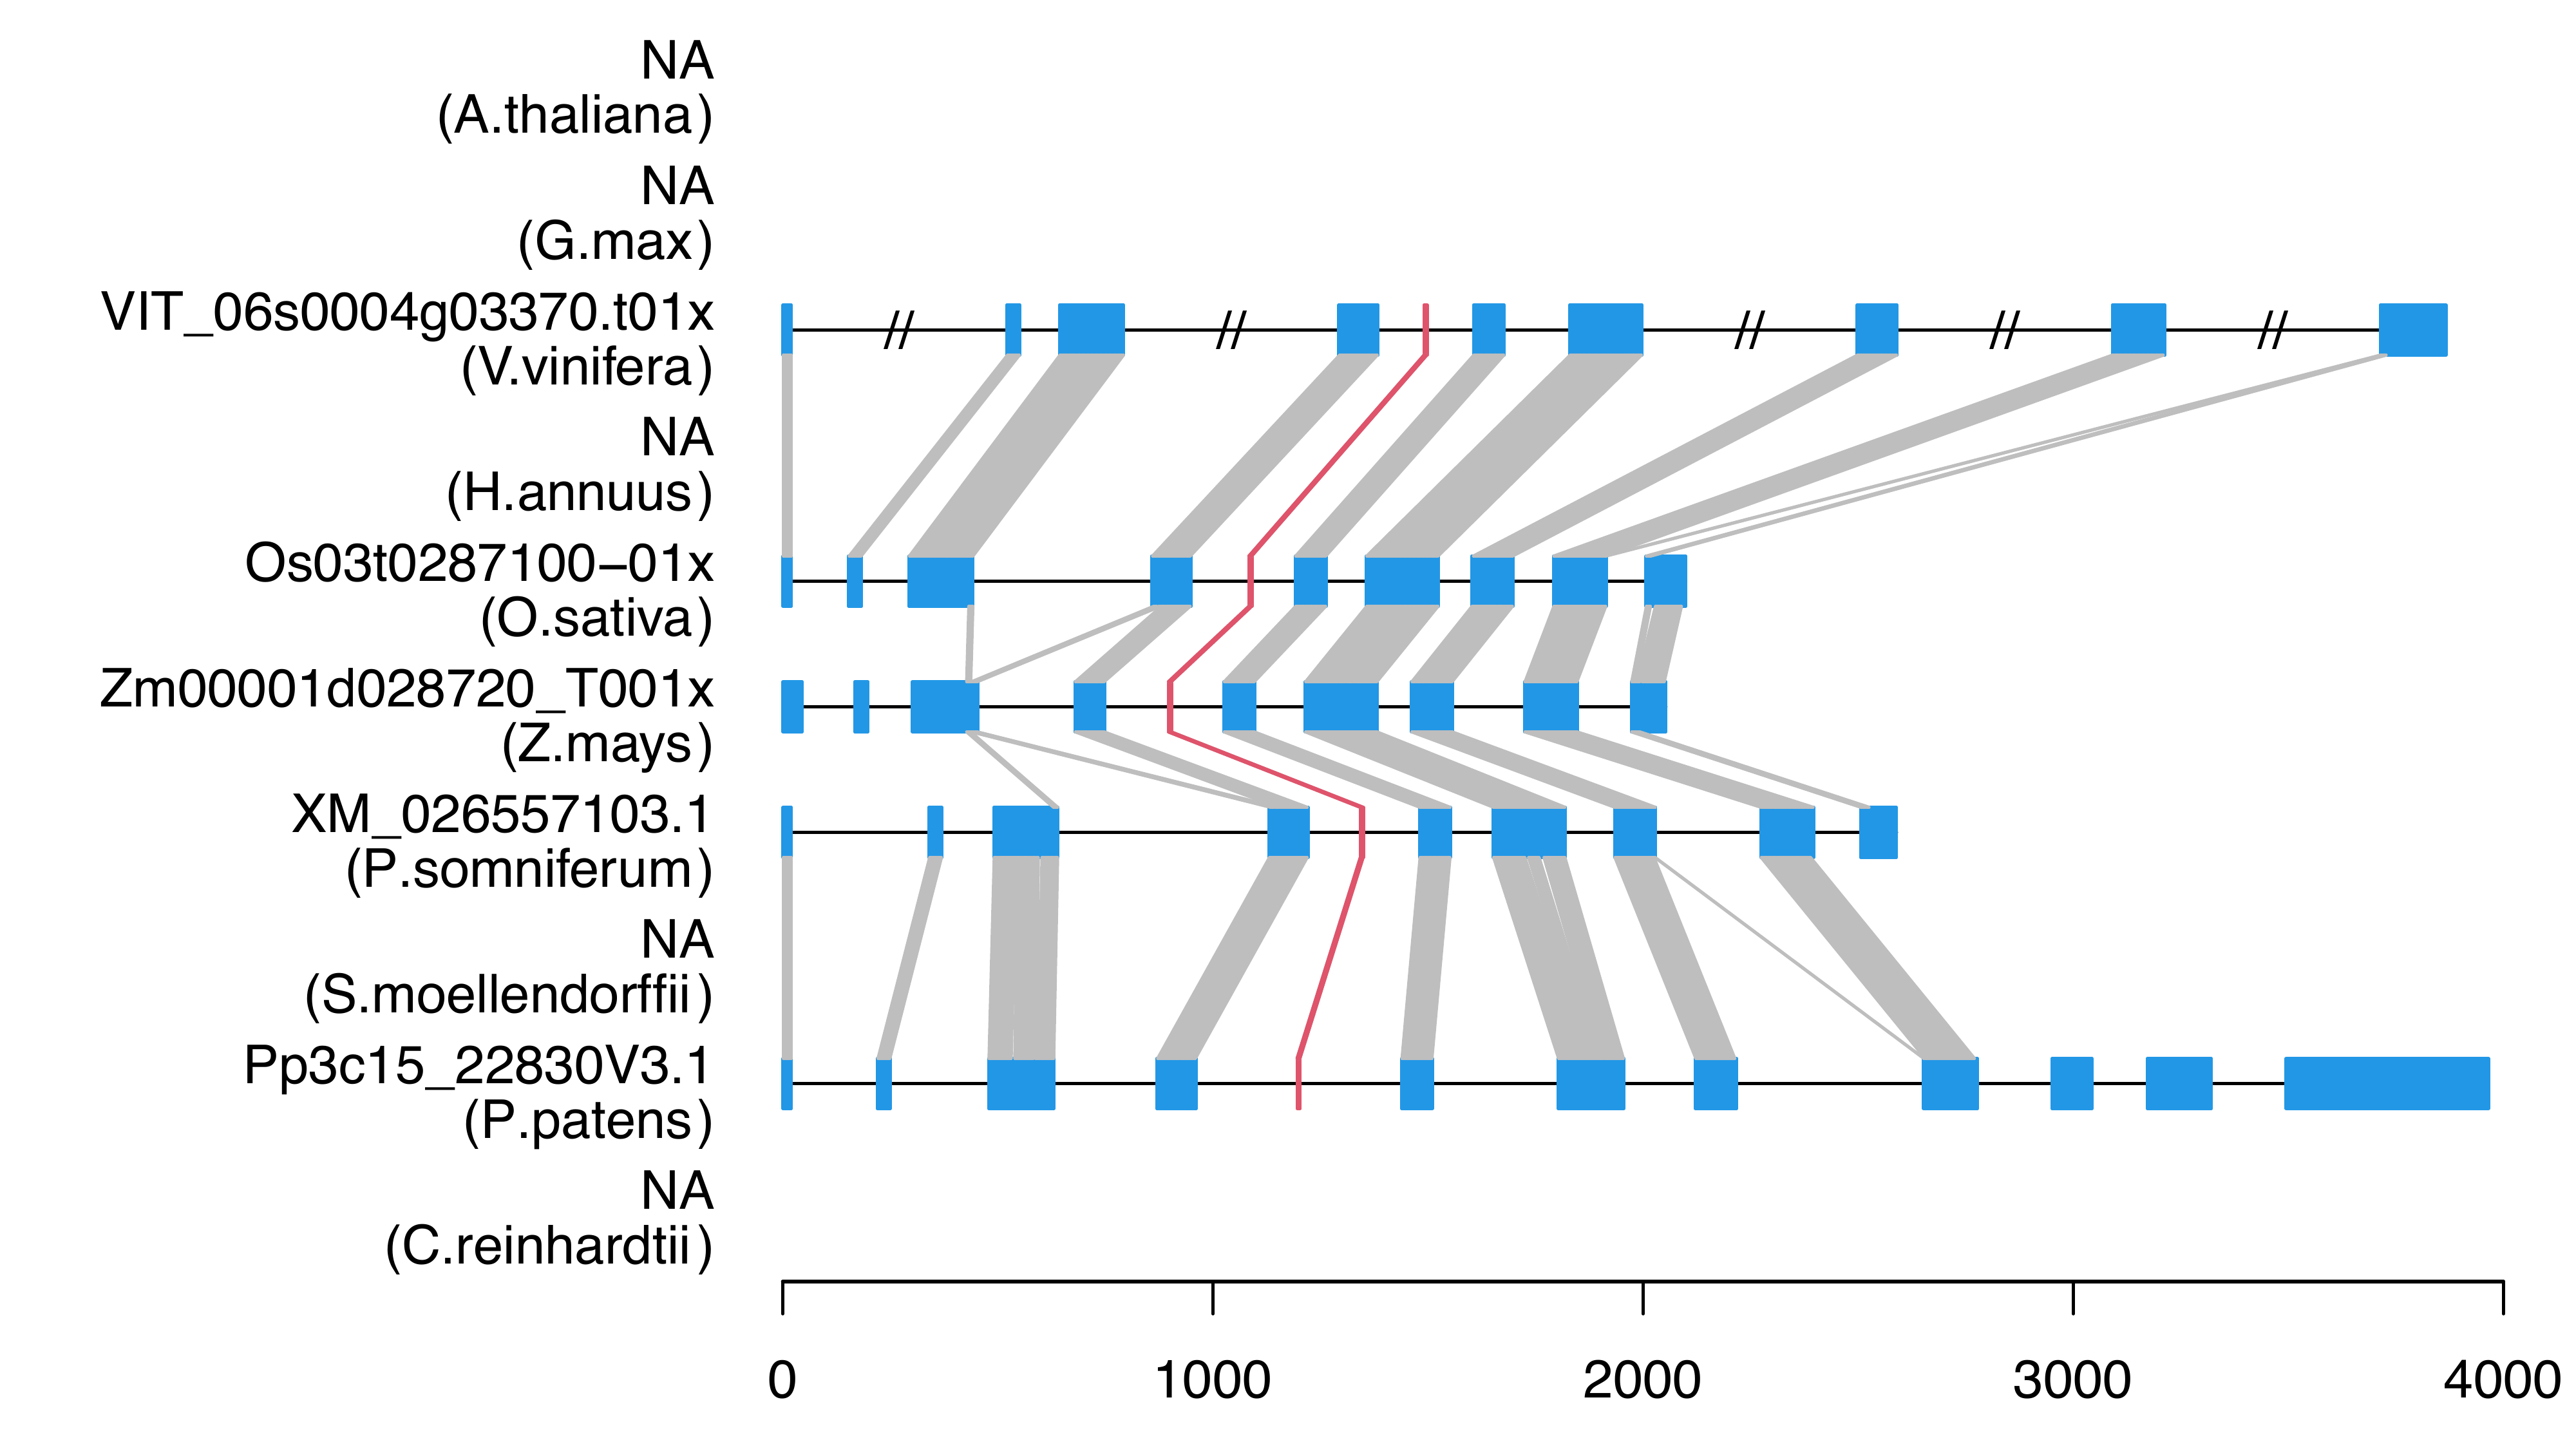 NA
(A.thaliana)
NA
(G.max)
VIT_06s0004g03370.t01x
(V.vinifera)
NA
(H.annuus)
Os03t0287100−01x
(O.sativa)
Zm00001d028720_T001x
(Z.mays)
XM_026557103.1
(P.somniferum)
NA
(S.moellendorffii)
Pp3c15_22830V3.1
(P.patens)
NA
(C.reinhardtii)
0 1000 2000 3000 4000